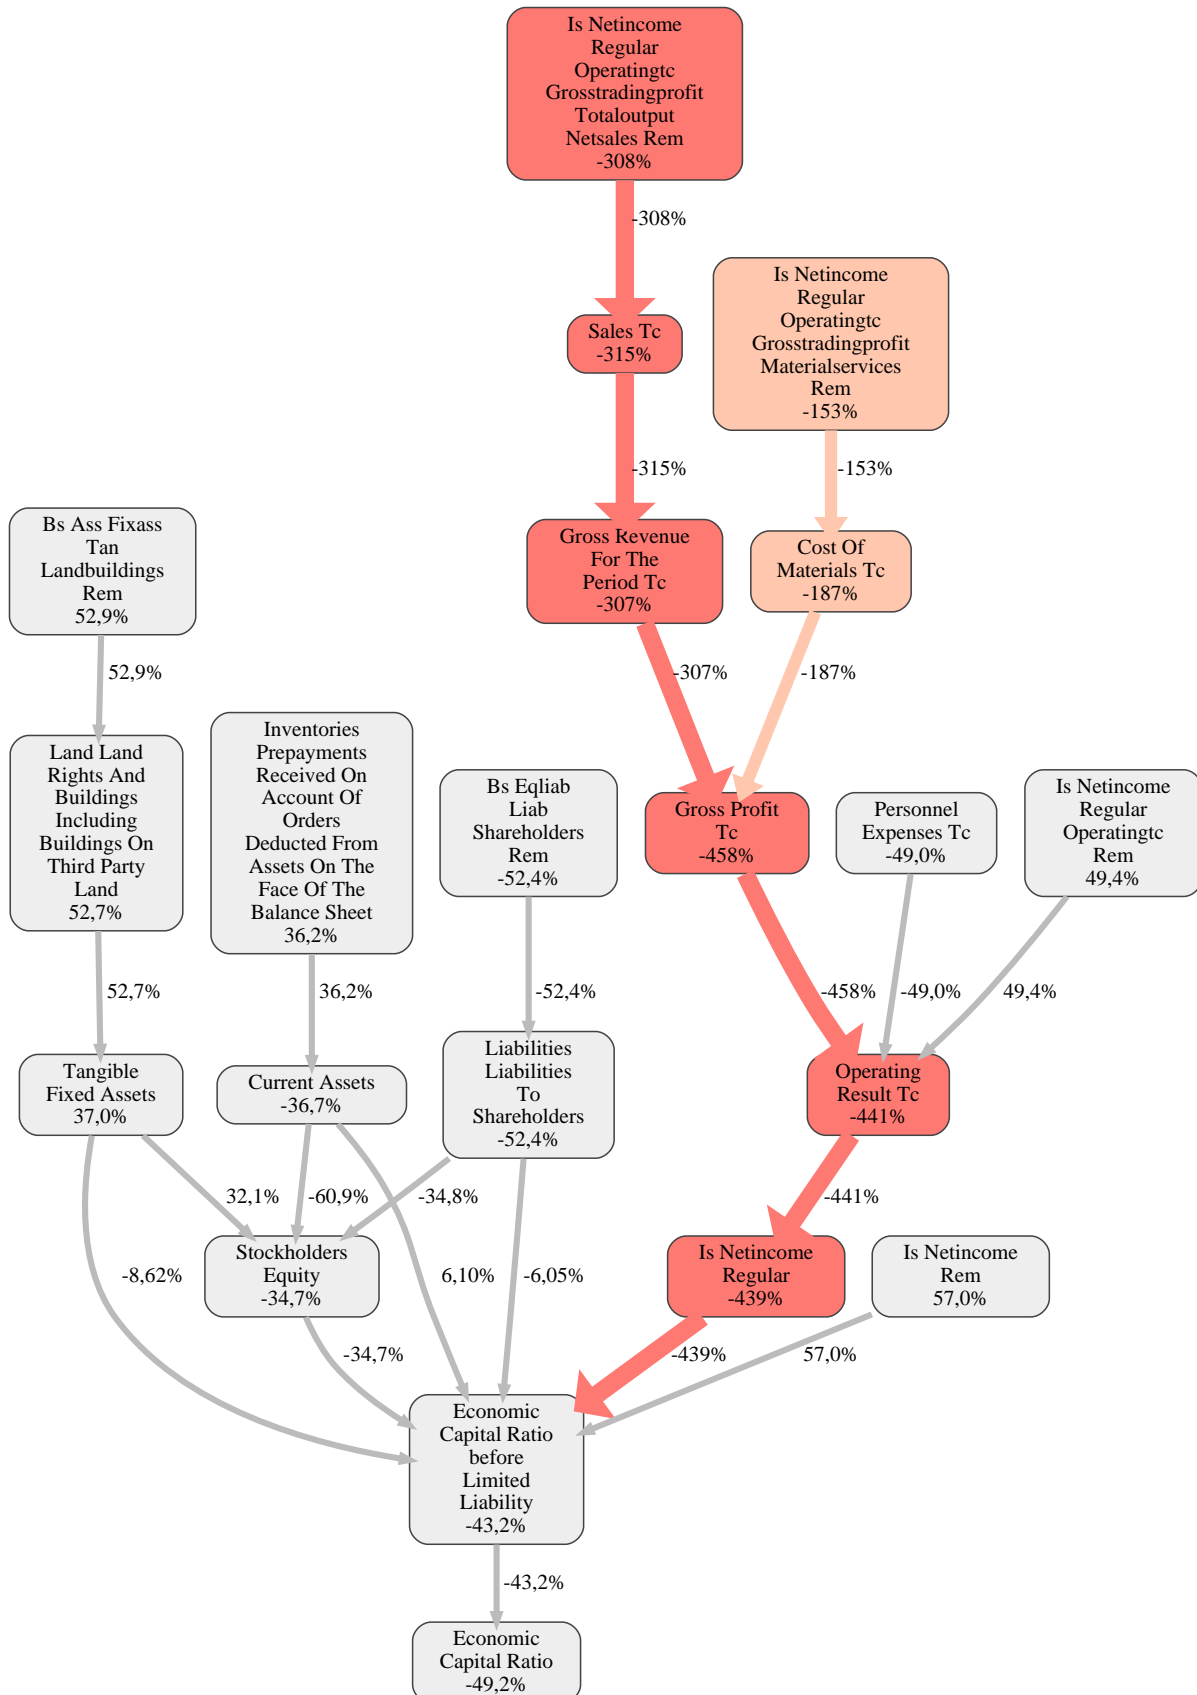 Is Netincome
Regular
Operatingtc
Grosstradingprofit
Totaloutput
Netsales Rem
-308%
-308%
Is Netincome
Regular
Operatingtc
Grosstradingprofit
Materialservices
Rem
-153%
Sales Tc
-315%
-315%
-153%
Bs Ass Fixass
Tan
Landbuildings
Rem
52,9%
Gross Revenue
For The
Period Tc
-307%
Cost Of
Materials Tc
-187%
52,9%
-307%
-187%
Land Land
Rights And
Buildings
Including
Buildings On
Third Party
Land
52,7%
Inventories
Prepayments
Received On
Account Of
Orders
Deducted From
Assets On The
Face Of The
Balance Sheet
36,2%
Bs Eqliab
Liab
Shareholders
Rem
-52,4%
Gross Profit
Tc
-458%
Personnel
Expenses Tc
-49,0%
Is Netincome
Regular
Operatingtc
Rem
49,4%
52,7%
36,2%
-52,4%
-458%
-49,0%
49,4%
Tangible
Fixed Assets
37,0%
Current Assets
-36,7%
Liabilities
Liabilities
To
Shareholders
-52,4%
Operating
Result Tc
-441%
32,1%
-60,9%
-34,8%
-441%
-8,62%
Stockholders
Equity
-34,7%
6,10%
-6,05%
Is Netincome
Regular
-439%
Is Netincome
Rem
57,0%
-34,7%
-439%
57,0%
Economic
Capital Ratio
before
Limited
Liability
-43,2%
-43,2%
Economic
Capital Ratio
-49,2%